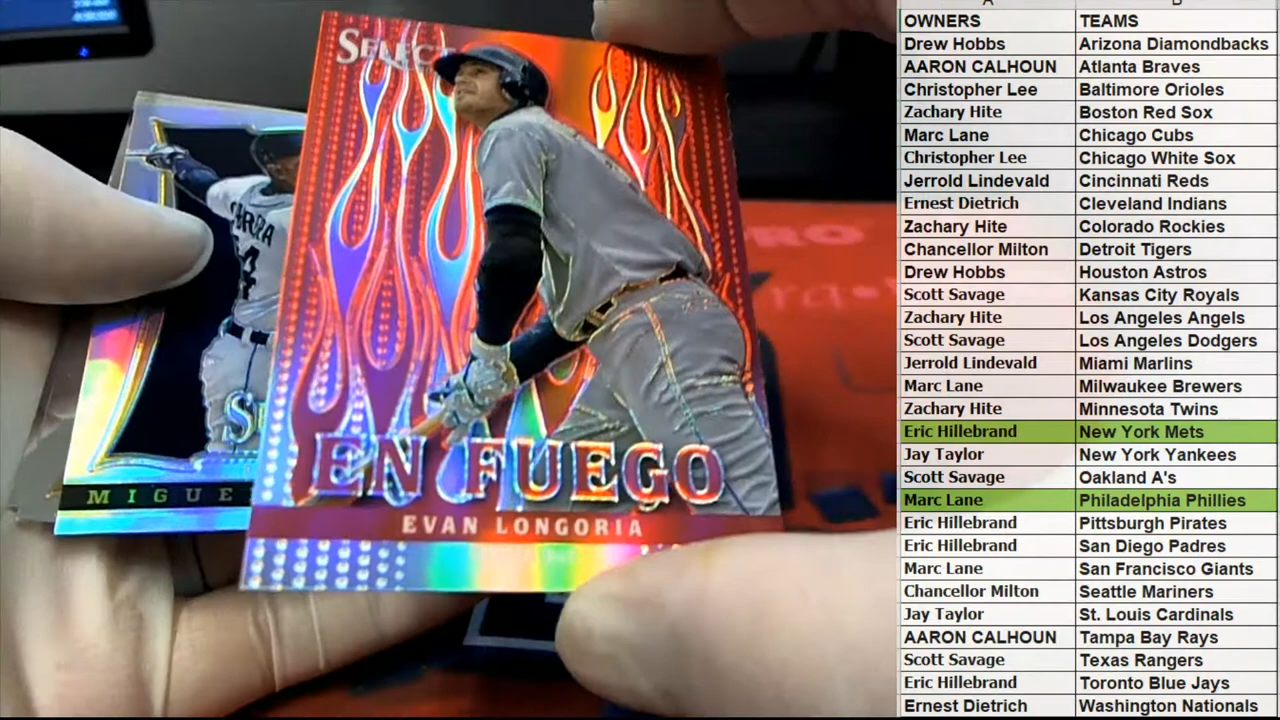 SELECT
EN FUEGO
EVAN LONGORIA
MIGUE
RO
OWNERS TEAMS
Drew Hobbs Arizona Diamondbacks
AARON CALHOUN Atlanta Braves
Christopher Lee Baltimore Orioles
Zachary Hite Boston Red Sox
Marc Lane Chicago Cubs
Christopher Lee Chicago White Sox
Jerrold Lindevald Cincinnati Reds
Ernest Dietrich Cleveland Indians
Zachary Hite Colorado Rockies
Chancellor Milton Detroit Tigers
Drew Hobbs Houston Astros
Scott Savage Kansas City Royals
Zachary Hite Los Angeles Angels
Scott Savage Los Angeles Dodgers
Jerrold Lindevald Miami Marlins
Marc Lane Milwaukee Brewers
Zachary Hite Minnesota Twins
Eric Hillebrand New York Mets
Jay Taylor New York Yankees
Scott Savage Oakland A's
Marc Lane Philadelphia Phillies
Eric Hillebrand Pittsburgh Pirates
Eric Hillebrand San Diego Padres
Marc Lane San Francisco Giants
Chancellor Milton Seattle Mariners
Jay Taylor St. Louis Cardinals
AARON CALHOUN Tampa Bay Rays
Scott Savage Texas Rangers
Eric Hillebrand Toronto Blue Jays
Ernest Dietrich Washington Nationals